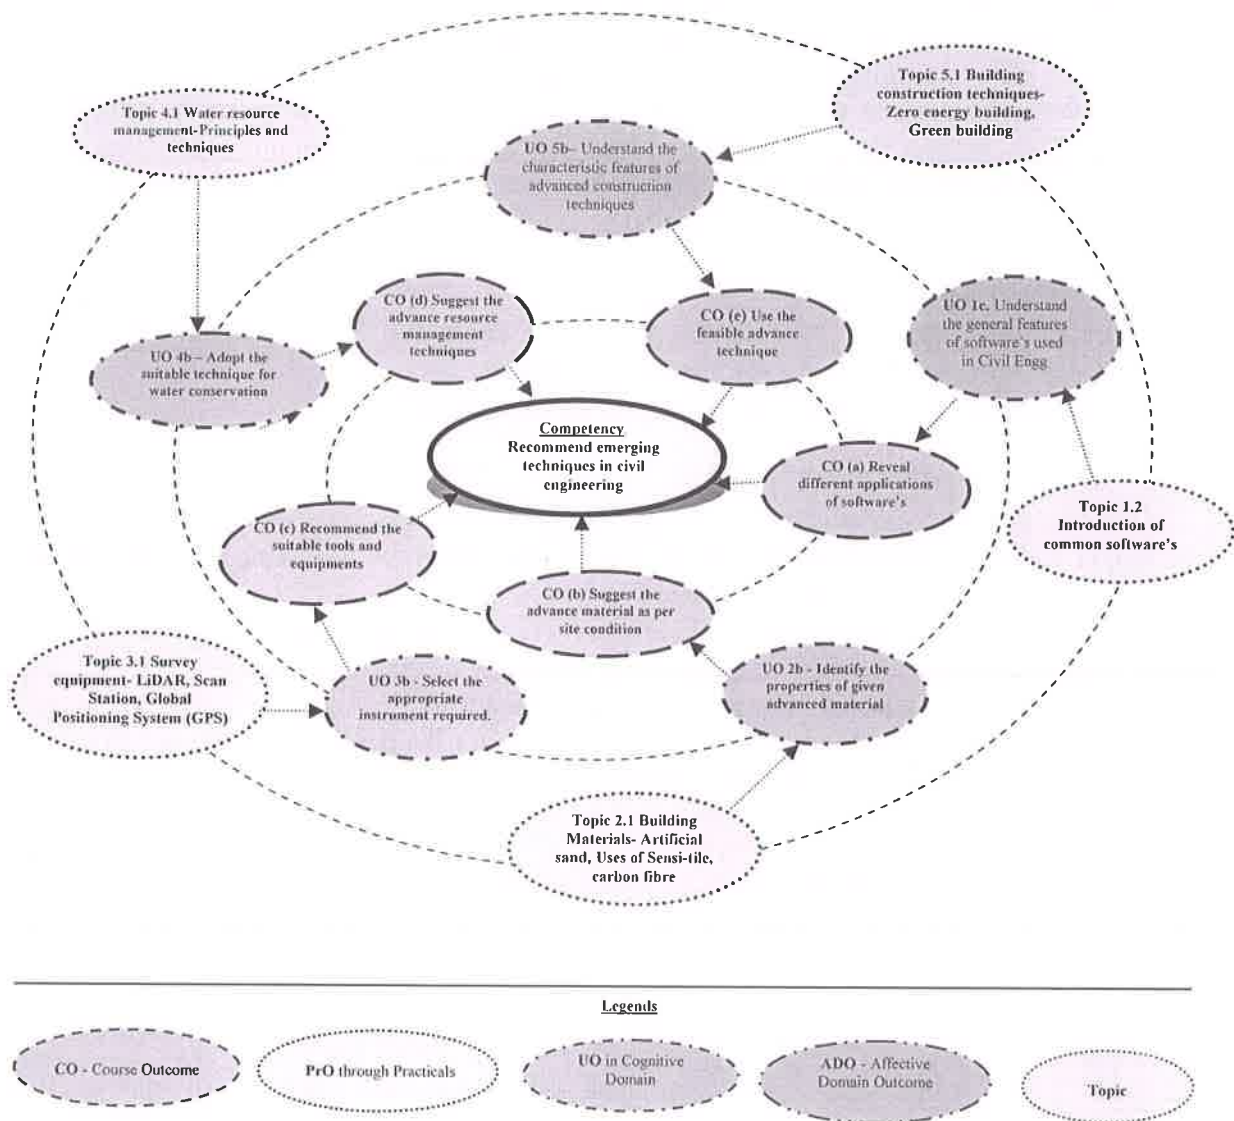 Topic 5.1 Building
construction techniques-
Zero energy building,
Green building
Topic 4.1 Water resource
management-Principles and
techniques
UO 5b– Understand the
characteristic features of
advanced construction
techniques
CO (d) Suggest the
advance resource
management
techniques
CO (e) Use the
feasible advance
technique
UO 1e. Understand
the general features
of software's used
in Civil Engg
UO 4b – Adopt the
suitable technique for
water conservation
Competency
Recommend emerging
techniques in civil
engineering
CO (a) Reveal
different applications
of software's
Topic 1.2
Introduction of
common software's
CO (c) Recommend the
suitable tools and
equipments
CO (b) Suggest the
advance material as per
site condition
Topic 3.1 Survey
equipment- LiDAR, Scan
Station, Global
Positioning System (GPS)
UO 3b - Select the
appropriate
instrument required.
UO 2b - Identify the
properties of given
advanced material
Topic 2.1 Building
Materials- Artificial
sand, Uses of Sensi-tile,
carbon fibre
Legends
CO - Course Outcome
PrO through Practicals
UO in Cognitive
Domain
ADO - Affective
Domain Outcome
Topic